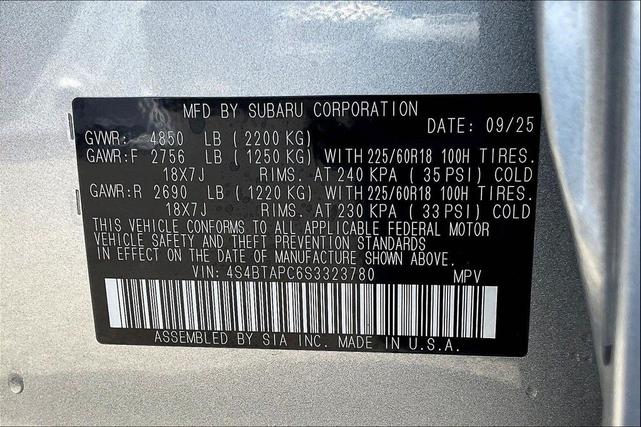 MFD BY SUBARU CORPORATION
DATE: 09/25
GVWR: 4850 LB (2200 KG)
GAWR:F 2756 LB (1250 KG) WITH 225/60R18 100H TIRES.
18X7J RIMS. AT 240 KPA (35 PSI) COLD
GAWR:R 2690 LB (1220 KG) WITH 225/60R18 100H TIRES.
18X7J RIMS. AT 230 KPA (33 PSI) COLD
THIS VEHICLE CONFORMS TO ALL APPLICABLE FEDERAL MOTOR
VEHICLE SAFETY AND THEFT PREVENTION STANDARDS
IN EFFECT ON THE DATE OF MANUFACTURE SHOWN ABOVE.
VIN: 4S4BTAPC6S3323780 MPV
ASSEMBLED BY SIA INC. MADE IN U.S.A.